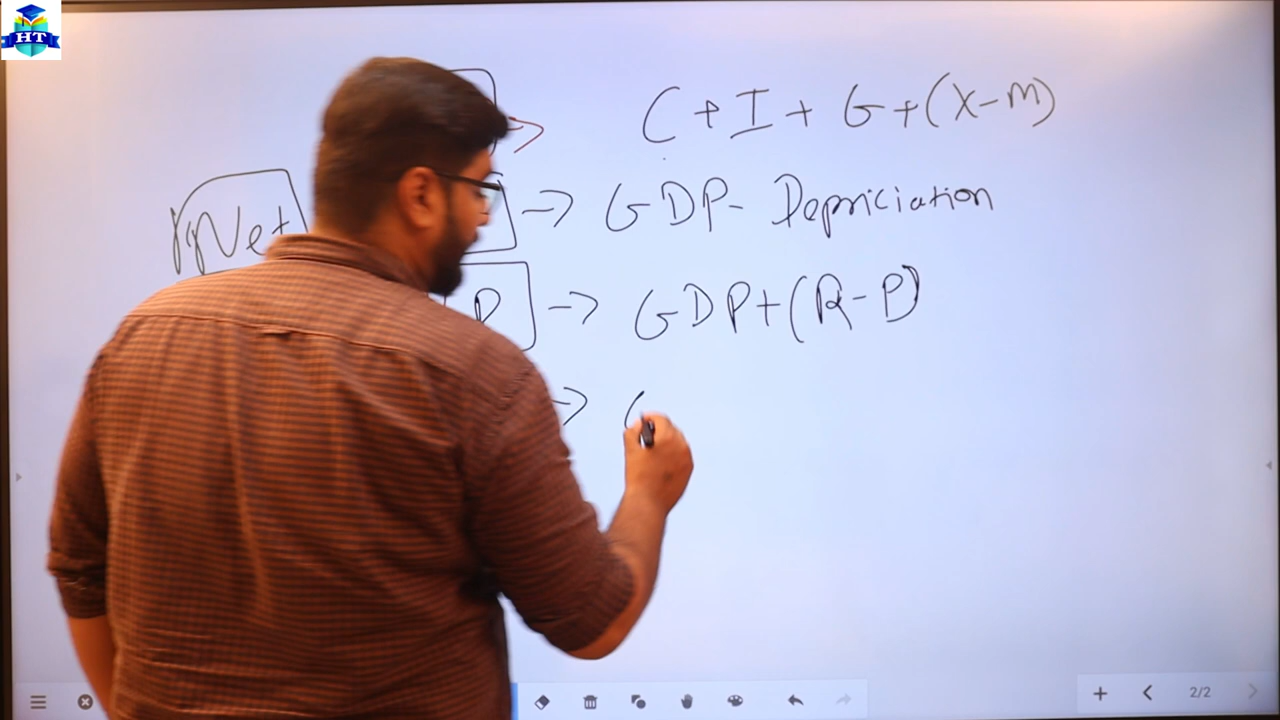 HT
→ C + I + G + (X - M)
Net → GDP - Depriciation
P → GDP + (R - P)
→
2/2